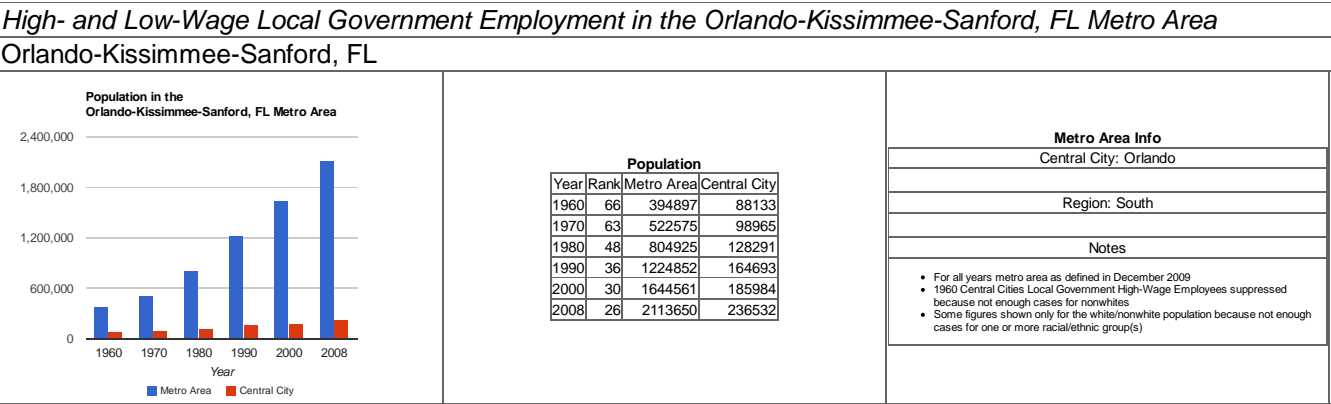 High- and Low-Wage Local Government Employment in the Orlando-Kissimmee-Sanford, FL Metro Area
Orlando-Kissimmee-Sanford, FL
Population in the
Orlando-Kissimmee-Sanford, FL Metro Area
2,400,000
1,800,000
1,200,000
600,000
0
1960 1970 1980 1990 2000 2008
Year
Metro Area Central City
Population
Year Rank Metro Area Central City
1960 66 394897 88133
1970 63 522575 98965
1980 48 804925 128291
1990 36 1224852 164693
2000 30 1644561 185984
2008 26 2113650 236532
Metro Area Info
Central City: Orlando
Region: South
Notes
• For all years metro area as defined in December 2009
• 1960 Central Cities Local Government High-Wage Employees suppressed
because not enough cases for nonwhites
• Some figures shown only for the white/nonwhite population because not enough
cases for one or more racial/ethnic group(s)